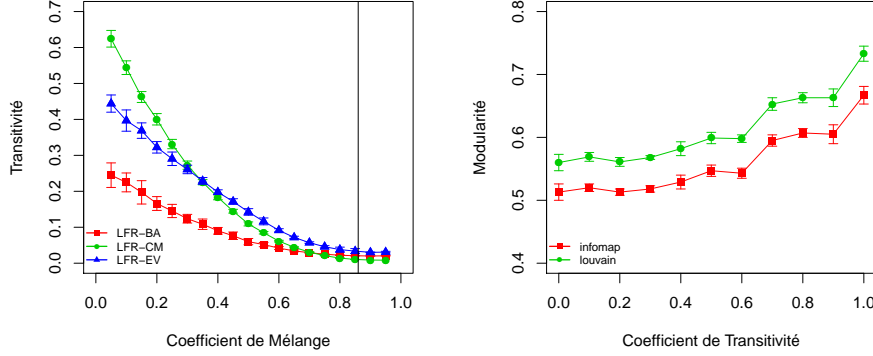 Transitivité
0.7
0.6
0.5
0.4
0.3
0.2
0.1
0.0
LFR-BA
LFR-CM
LFR-EV
0.0 0.2 0.4 0.6 0.8 1.0
Coefficient de Mélange
Modularité
0.8
0.7
0.6
0.5
0.4
infomap
louvain
0.0 0.2 0.4 0.6 0.8 1.0
Coefficient de Transitivité